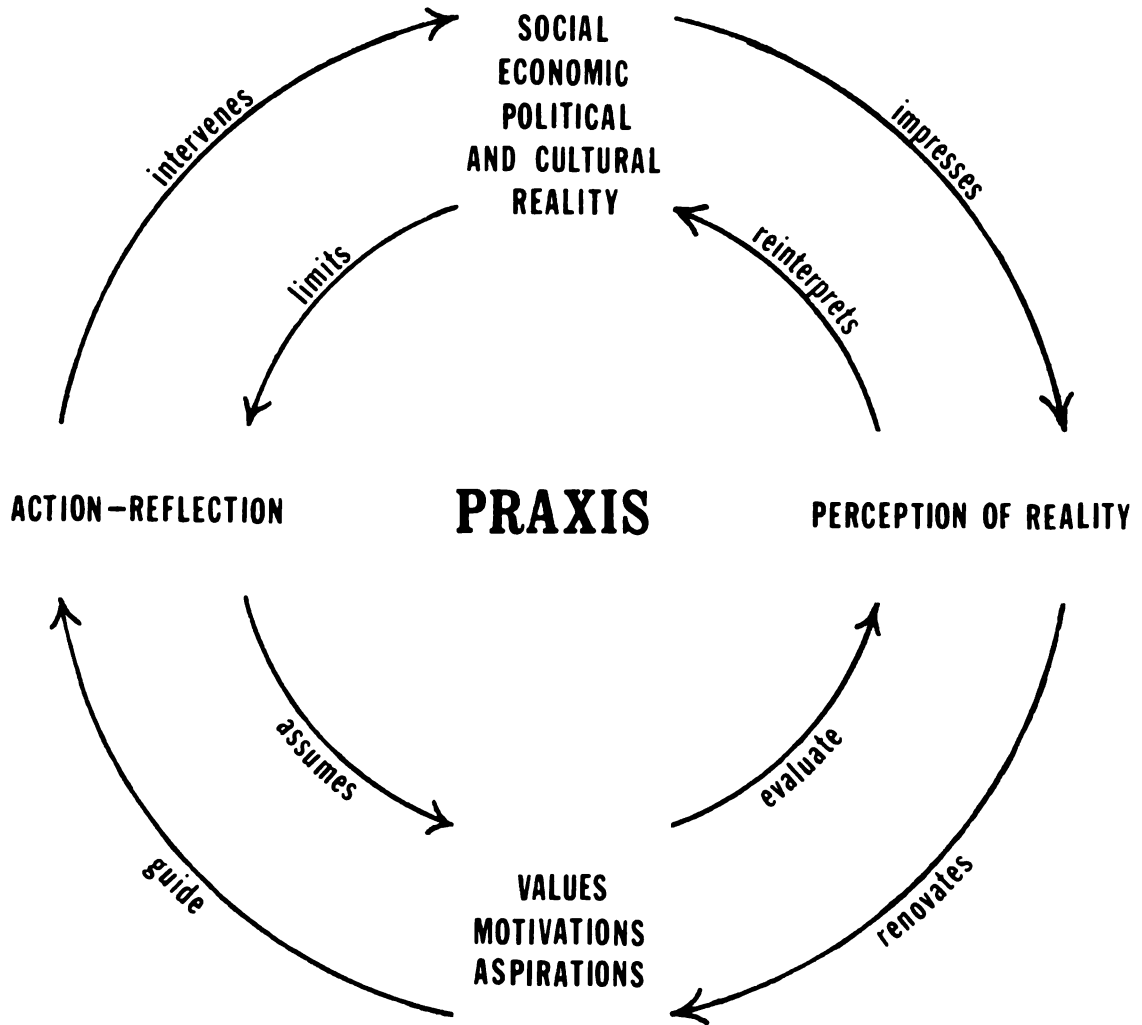 SOCIAL
ECONOMIC
POLITICAL
AND CULTURAL
REALITY
intervenes
impresses
limits
reinterprets
ACTION–REFLECTION
PRAXIS
PERCEPTION OF REALITY
assumes
evaluate
guide
renovates
VALUES
MOTIVATIONS
ASPIRATIONS